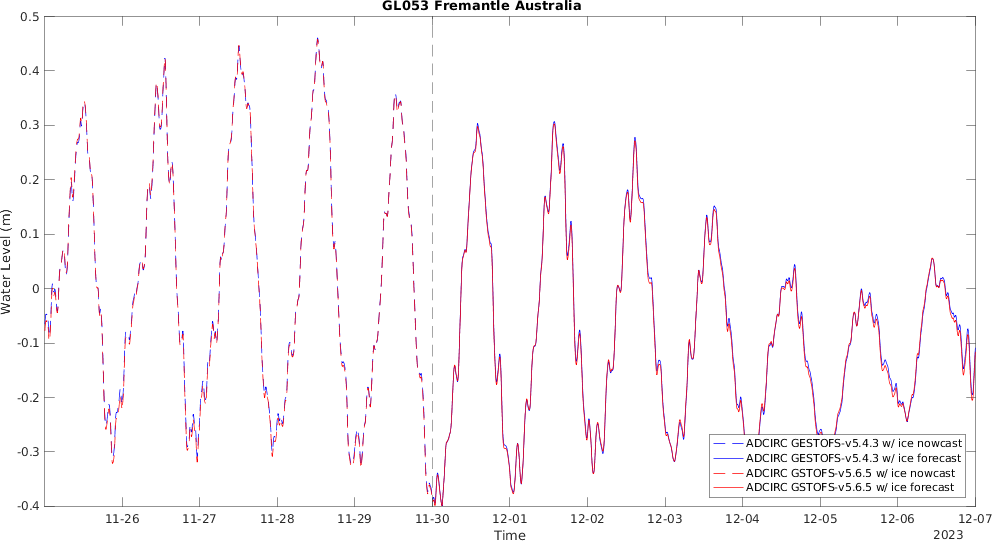 GL053 Fremantle Australia
0.5
0.4
0.3
0.2
0.1
0
-0.1
-0.2
-0.3
-0.4
Water Level (m)
ADCIRC GESTOFS-v5.4.3 w/ ice nowcast
ADCIRC GESTOFS-v5.4.3 w/ ice forecast
ADCIRC GSTOFS-v5.6.5 w/ ice nowcast
ADCIRC GSTOFS-v5.6.5 w/ ice forecast
11-26 11-27 11-28 11-29 11-30 12-01 12-02 12-03 12-04 12-05 12-06 12-07
Time
2023